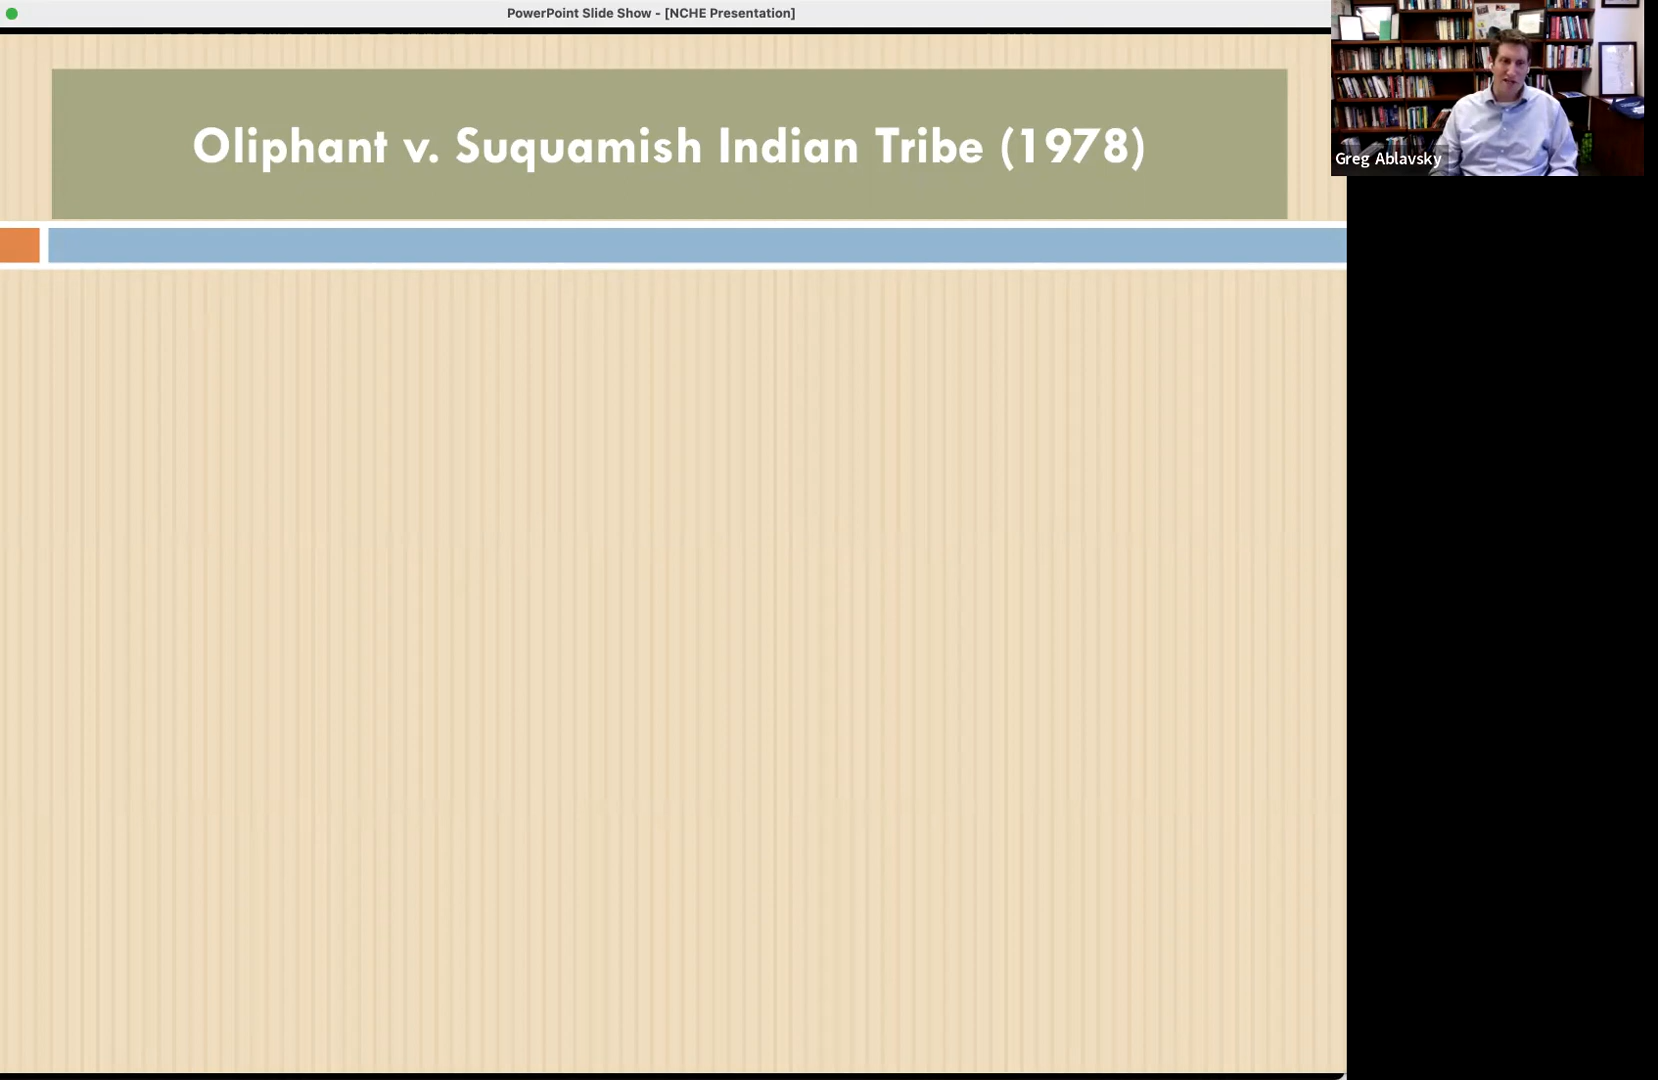 PowerPoint Slide Show - [NCHE Presentation]
Oliphant v. Suquamish Indian Tribe (1978)
Greg Ablavsky